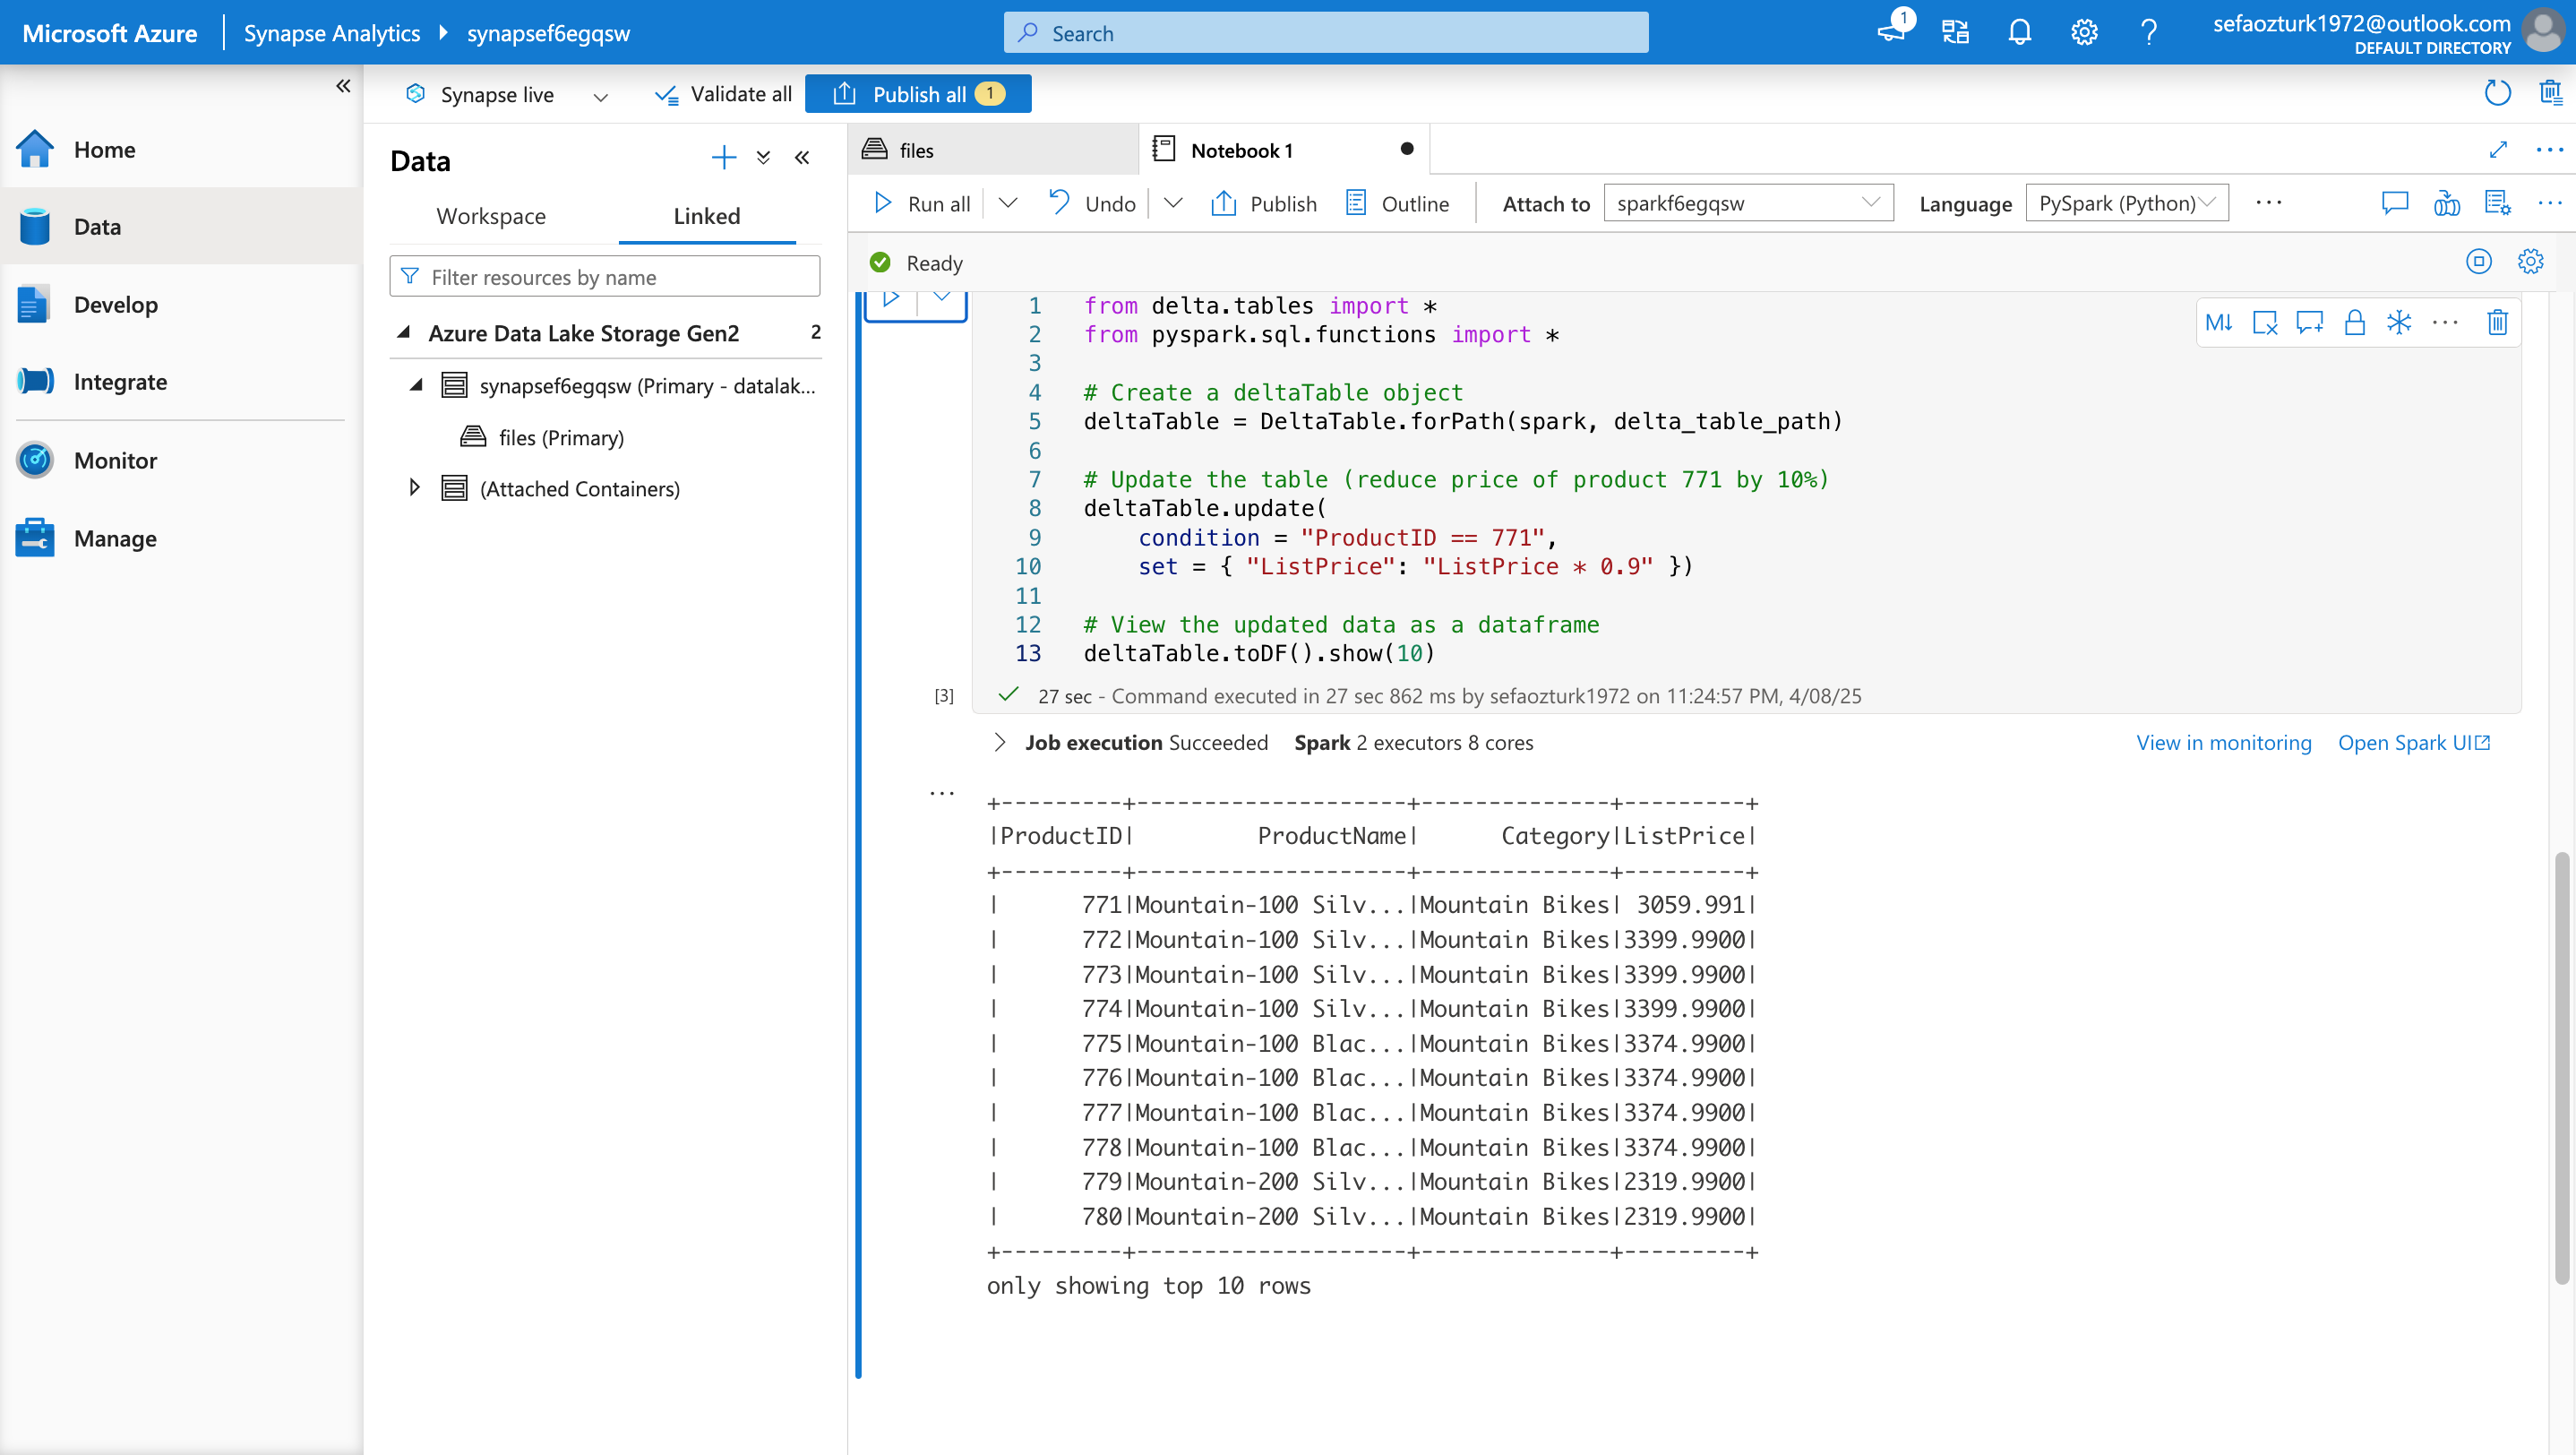 Microsoft Azure
Synapse Analytics
synapsef6egqsw
Search
1
sefaozturk1972@outlook.com
DEFAULT DIRECTORY
Synapse live
Validate all
Publish all
1
Home
Data
Develop
Integrate
Monitor
Manage
Data
Workspace
Linked
Filter resources by name
Azure Data Lake Storage Gen2
2
synapsef6egqsw (Primary - datalak...
files (Primary)
(Attached Containers)
files
Notebook 1
Run all
Undo
Publish
Outline
Attach to
sparkf6egqsw
Language
PySpark (Python)
Ready
1 from delta.tables import *
2 from pyspark.sql.functions import *
3
4 # Create a deltaTable object
5 deltaTable = DeltaTable.forPath(spark, delta_table_path)
6
7 # Update the table (reduce price of product 771 by 10%)
8 deltaTable.update(
9     condition = "ProductID == 771",
10     set = { "ListPrice": "ListPrice * 0.9" })
11
12 # View the updated data as a dataframe
13 deltaTable.toDF().show(10)
M↓
[3]
27 sec - Command executed in 27 sec 862 ms by sefaozturk1972 on 11:24:57 PM, 4/08/25
Job execution Succeeded Spark 2 executors 8 cores
View in monitoring
Open Spark UI
+---------+--------------------+--------------+---------+
|ProductID|         ProductName|      Category|ListPrice|
+---------+--------------------+--------------+---------+
|      771|Mountain-100 Silv...|Mountain Bikes| 3059.991|
|      772|Mountain-100 Silv...|Mountain Bikes|3399.9900|
|      773|Mountain-100 Silv...|Mountain Bikes|3399.9900|
|      774|Mountain-100 Silv...|Mountain Bikes|3399.9900|
|      775|Mountain-100 Blac...|Mountain Bikes|3374.9900|
|      776|Mountain-100 Blac...|Mountain Bikes|3374.9900|
|      777|Mountain-100 Blac...|Mountain Bikes|3374.9900|
|      778|Mountain-100 Blac...|Mountain Bikes|3374.9900|
|      779|Mountain-200 Silv...|Mountain Bikes|2319.9900|
|      780|Mountain-200 Silv...|Mountain Bikes|2319.9900|
+---------+--------------------+--------------+---------+
only showing top 10 rows